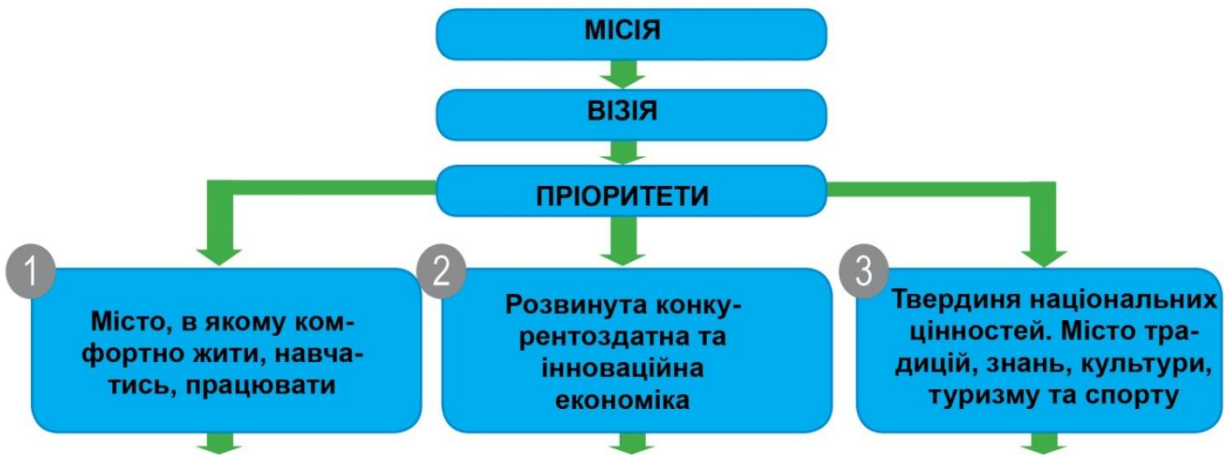 МІСІЯ
ВІЗІЯ
ПРІОРИТЕТИ
1
Місто, в якому ком-
фортно жити, навча-
тись, працювати
2
Розвинута конку-
рентоздатна та
інноваційна
економіка
3
Твердиня національних
цінностей. Місто тра-
дицій, знань, культури,
туризму та спорту